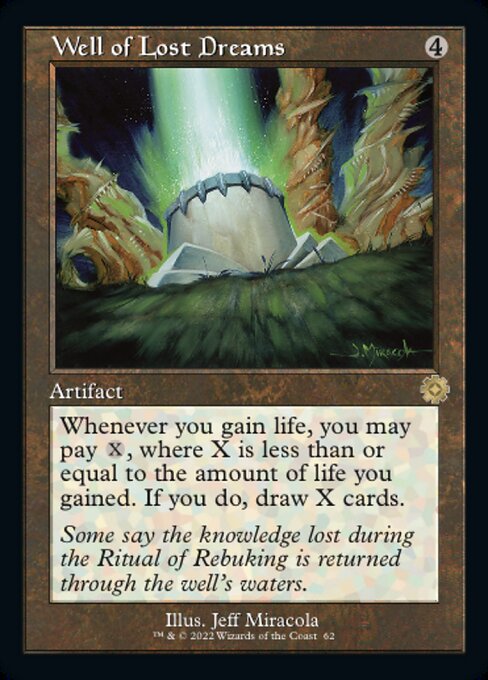 Well of Lost Dreams 4
J. Miracola
Artifact
Whenever you gain life, you may
pay X, where X is less than or
equal to the amount of life you
gained. If you do, draw X cards.
Some say the knowledge lost during
the Ritual of Rebuking is returned
through the well's waters.
Illus. Jeff Miracola
™ & © 2022 Wizards of the Coast 62